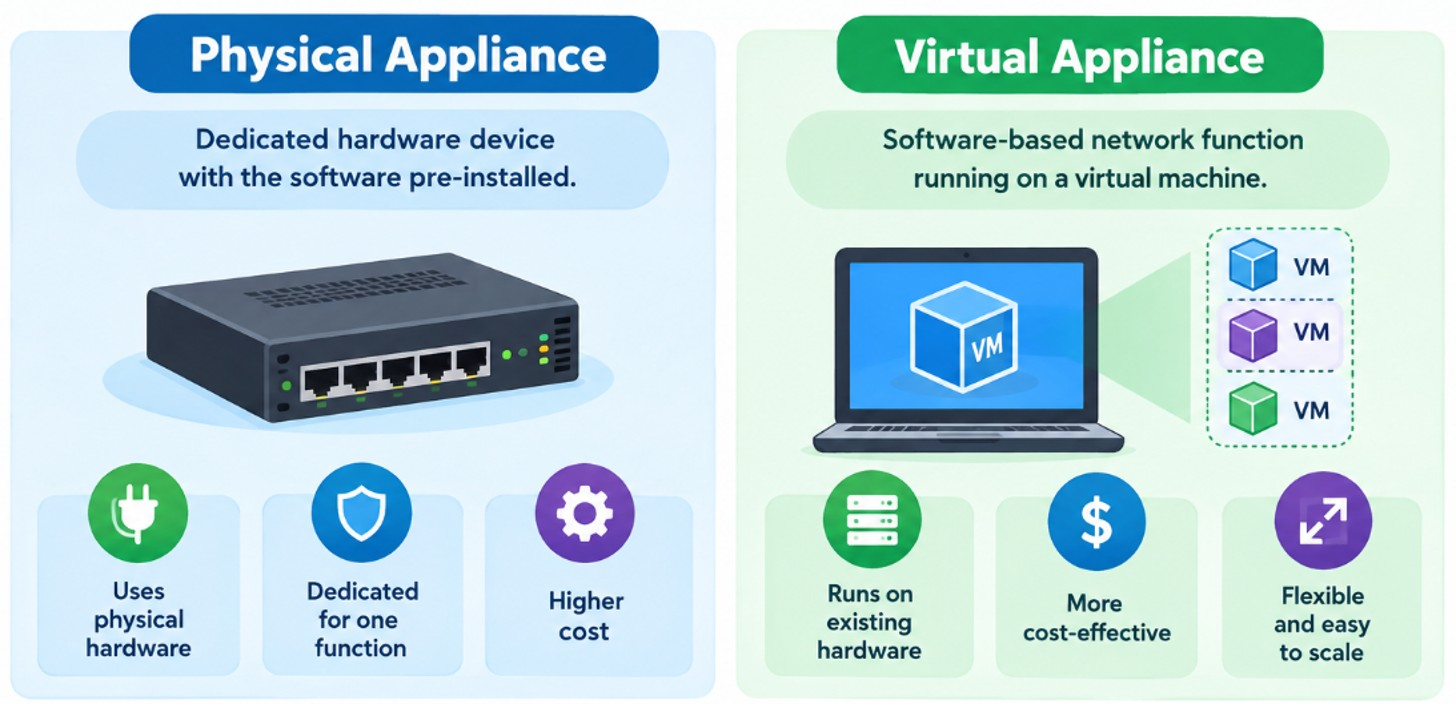 Physical Appliance
Dedicated hardware device
with the software pre-installed.
Uses
physical
hardware
Dedicated
for one
function
Higher
cost
Virtual Appliance
Software-based network function
running on a virtual machine.
VM
VM
VM
VM
Runs on
existing
hardware
$
More
cost-effective
Flexible
and easy
to scale